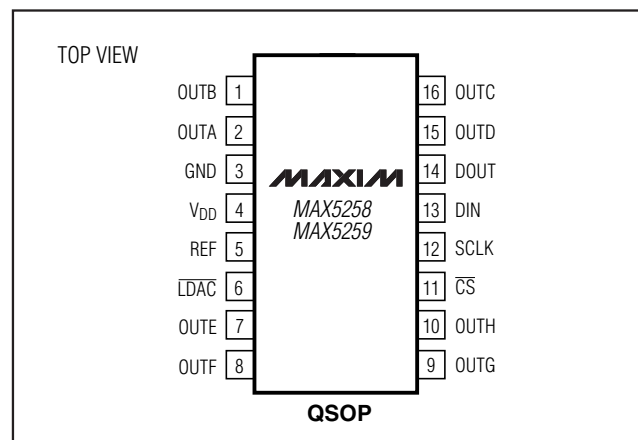 TOP VIEW
OUTB 1
OUTA 2
GND 3
VDD 4
REF 5
LDAC 6
OUTE 7
OUTF 8
MAXIM
MAX5258
MAX5259
16 OUTC
15 OUTD
14 DOUT
13 DIN
12 SCLK
11 CS
10 OUTH
9 OUTG
QSOP